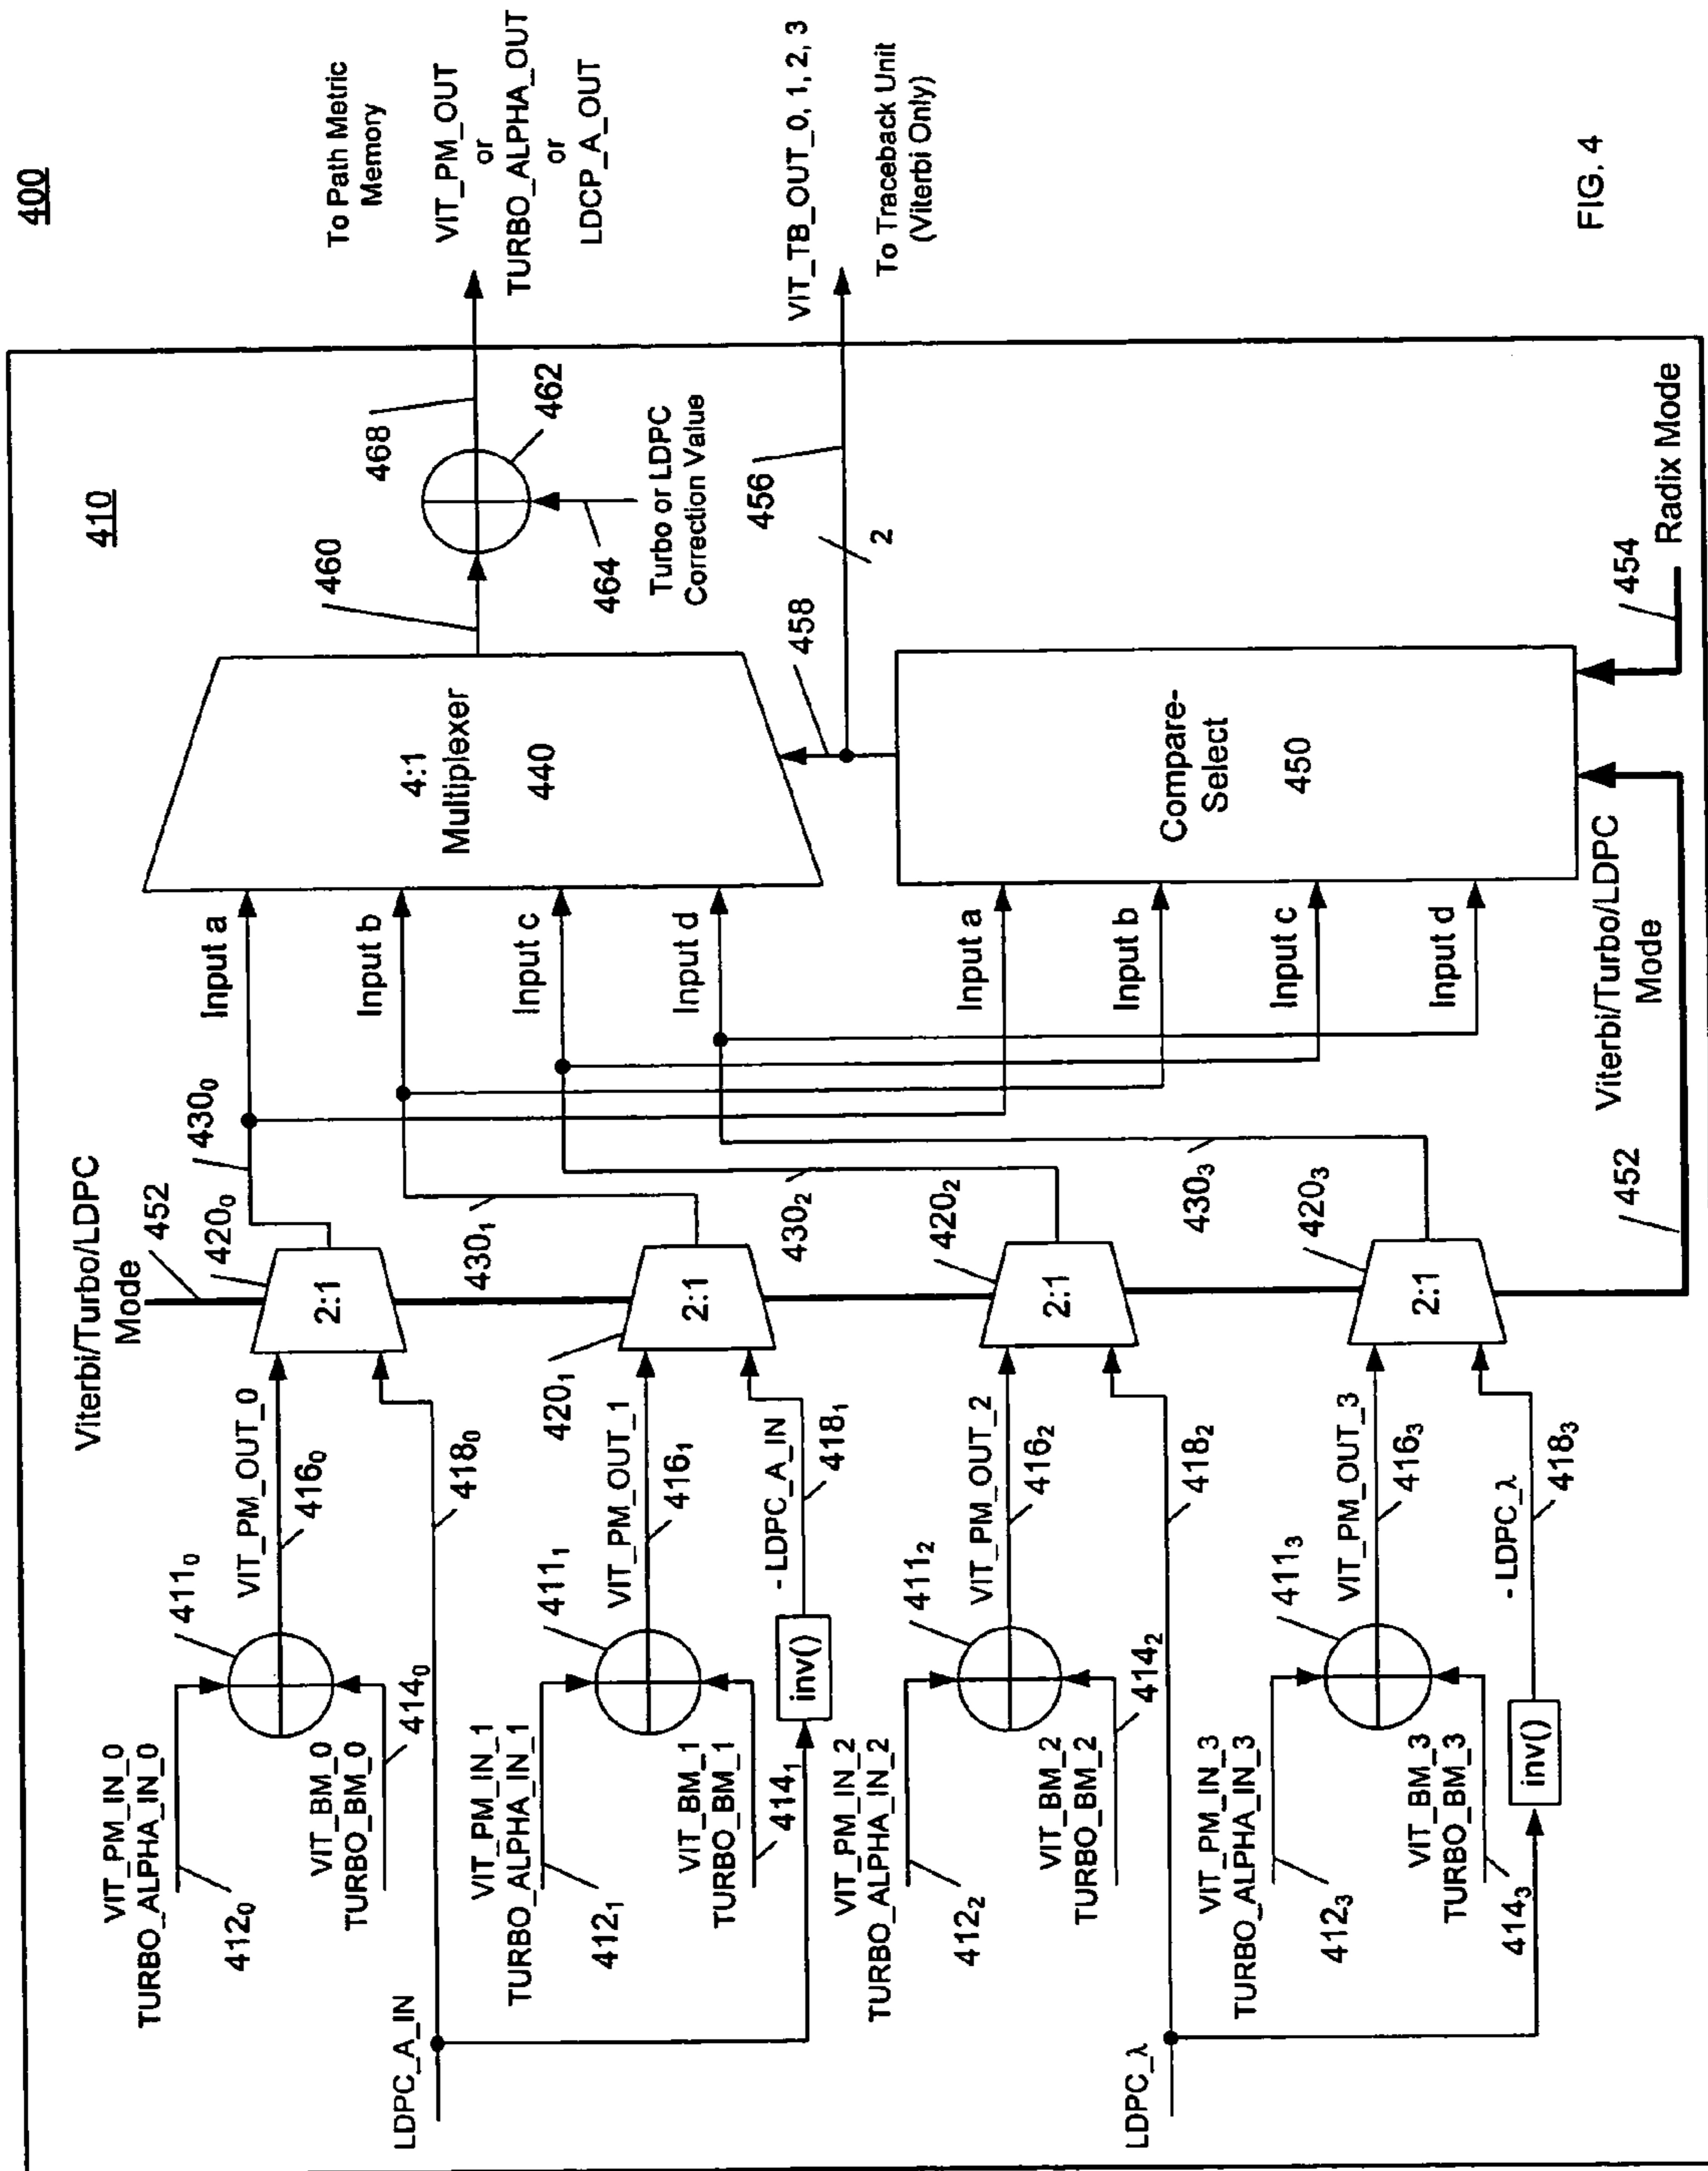 400
410
To Path Metric
Memory
VIT_PM_OUT
or
TURBO_ALPHA_OUT
or
LDCP_A_OUT
VIT_TB_OUT_0, 1, 2, 3
To Traceback Unit
(Viterbi Only)
468
462
460
464
Turbo or LDPC
Correction Value
456
2
458
454
Radix Mode
4:1
Multiplexer
440
Compare-
Select
450
Input a
Input b
Input c
Input d
Input a
Input b
Input c
Input d
Viterbi/Turbo/LDPC
Mode
452
Viterbi/Turbo/LDPC
Mode
452
430₀
430₁
430₂
430₃
420₀
420₁
420₂
420₃
2:1
2:1
2:1
2:1
VIT_PM_OUT_0
416₀
411₀
418₀
VIT_PM_IN_0
TURBO_ALPHA_IN_0
412₀
VIT_BM_0
TURBO_BM_0
414₀
LDPC_A_IN
VIT_PM_OUT_1
416₁
411₁
- LDPC_A_IN
418₁
inv()
VIT_PM_IN_1
TURBO_ALPHA_IN_1
412₁
VIT_BM_1
TURBO_BM_1
414₁
VIT_PM_OUT_2
416₂
411₂
418₂
VIT_PM_IN_2
TURBO_ALPHA_IN_2
412₂
VIT_BM_2
TURBO_BM_2
414₂
LDPC_λ
VIT_PM_OUT_3
416₃
411₃
- LDPC_λ
418₃
inv()
VIT_PM_IN_3
TURBO_ALPHA_IN_3
412₃
VIT_BM_3
TURBO_BM_3
414₃
FIG. 4